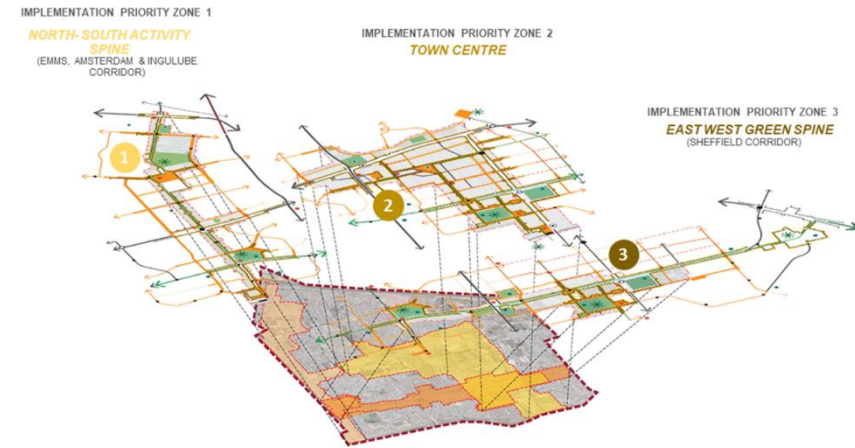 IMPLEMENTATION PRIORITY ZONE 1
NORTH- SOUTH ACTIVITY
SPINE
(EMMS, AMSTERDAM & INGULUBE
CORRIDOR)
IMPLEMENTATION PRIORITY ZONE 2
TOWN CENTRE
IMPLEMENTATION PRIORITY ZONE 3
EAST WEST GREEN SPINE
(SHEFFIELD CORRIDOR)
1
2
3